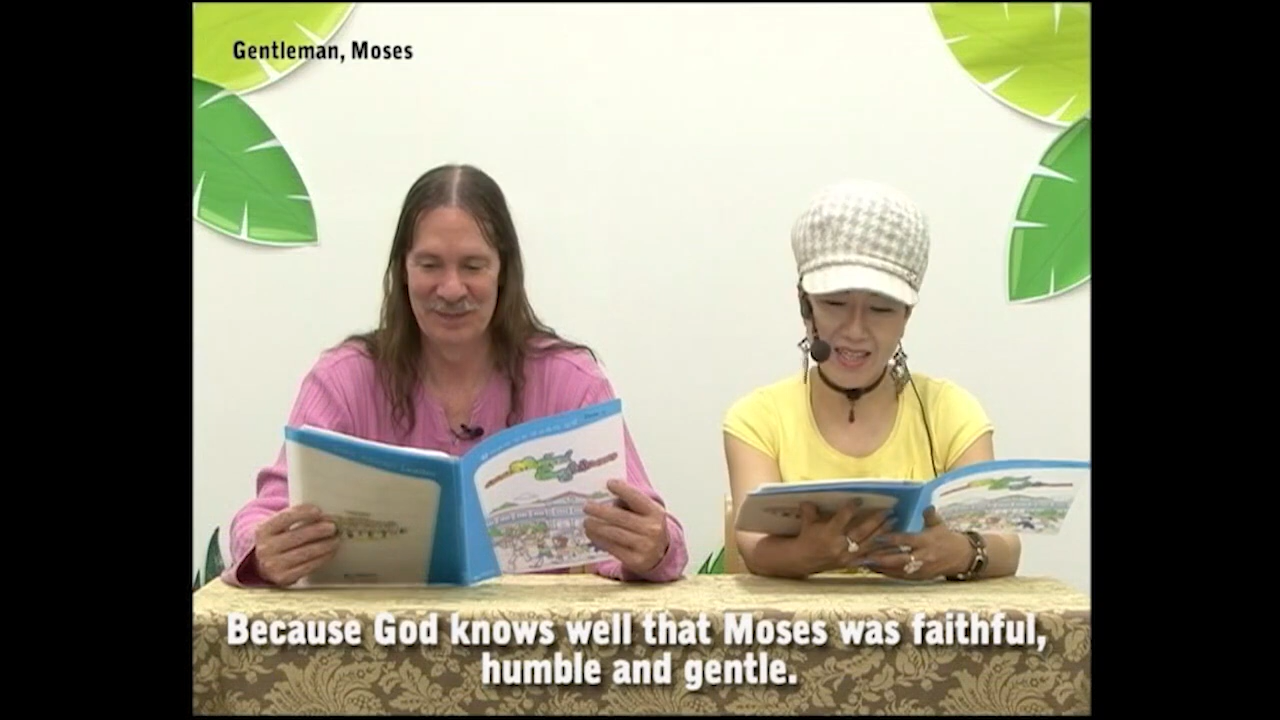 Gentleman, Moses
Because God knows well that Moses was faithful,
humble and gentle.